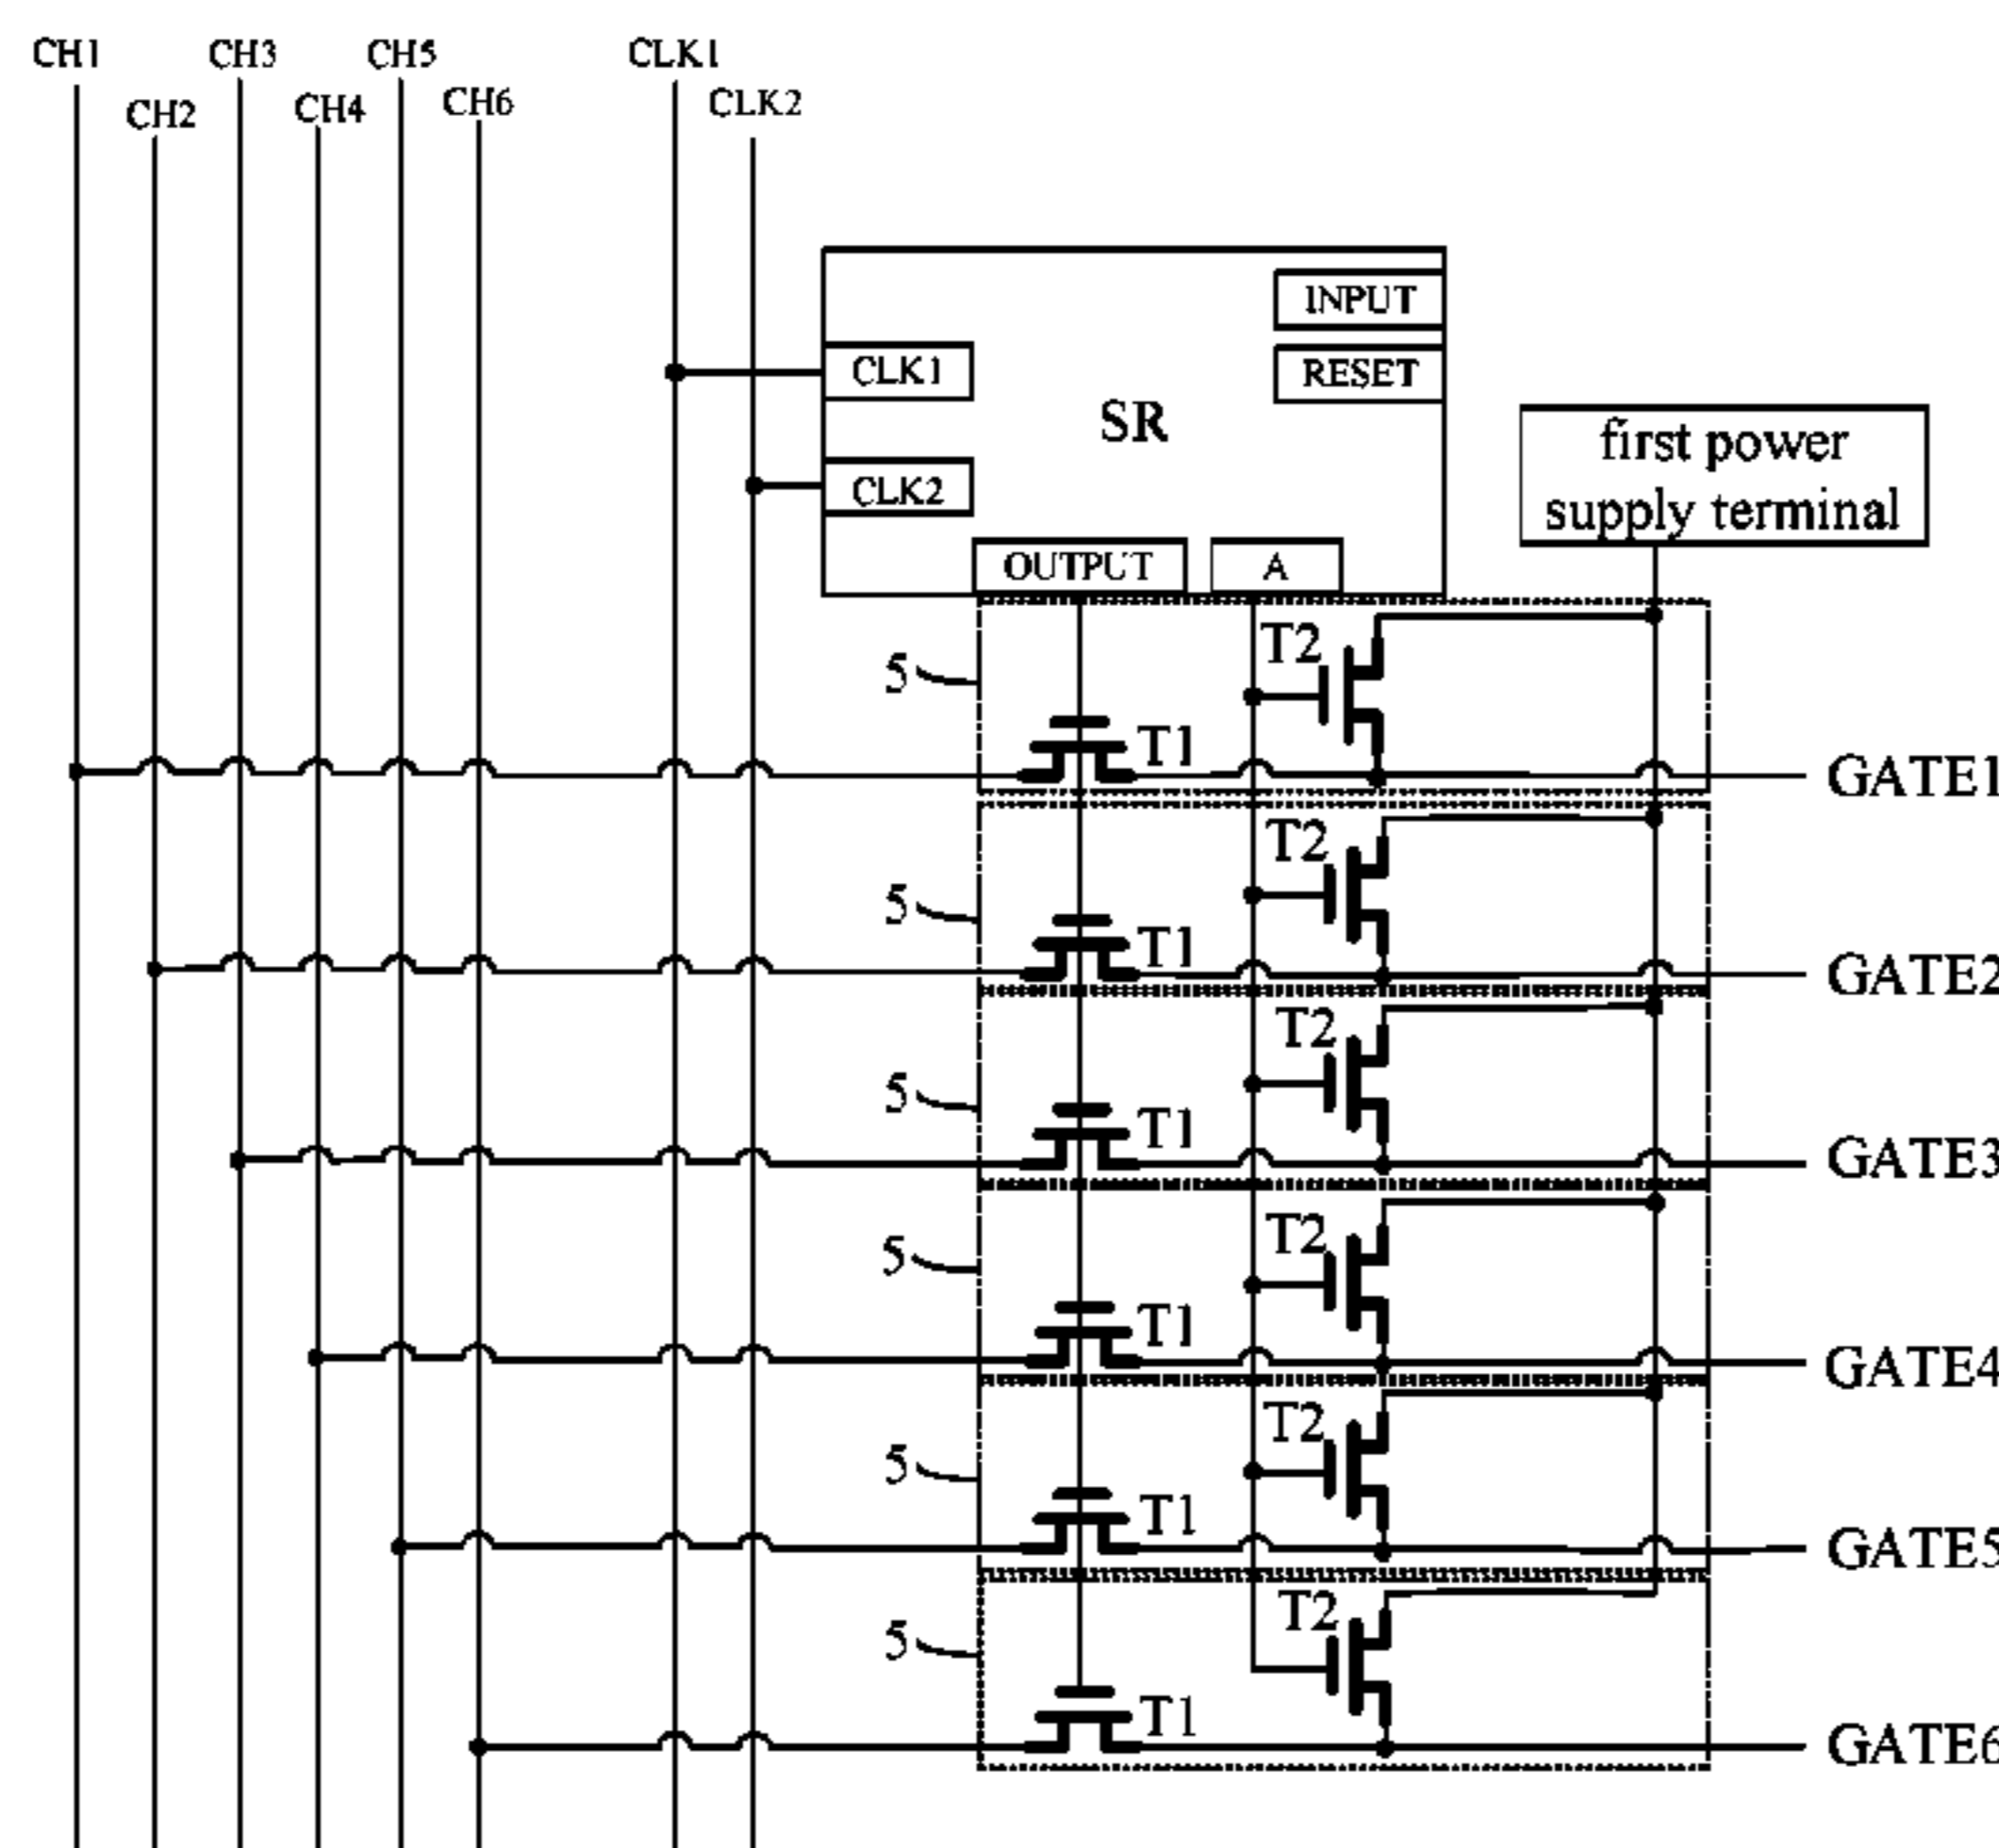 CH1
CH3
CH5
CLK1
CH2
CH4
CH6
CLK2
INPUT
CLK1
RESET
SR
first power
supply terminal
CLK2
OUTPUT
A
T2
5
T1
GATE1
T2
5
T1
GATE2
T2
5
T1
GATE3
T2
5
T1
GATE4
T2
5
T1
GATE5
T2
5
T1
GATE6